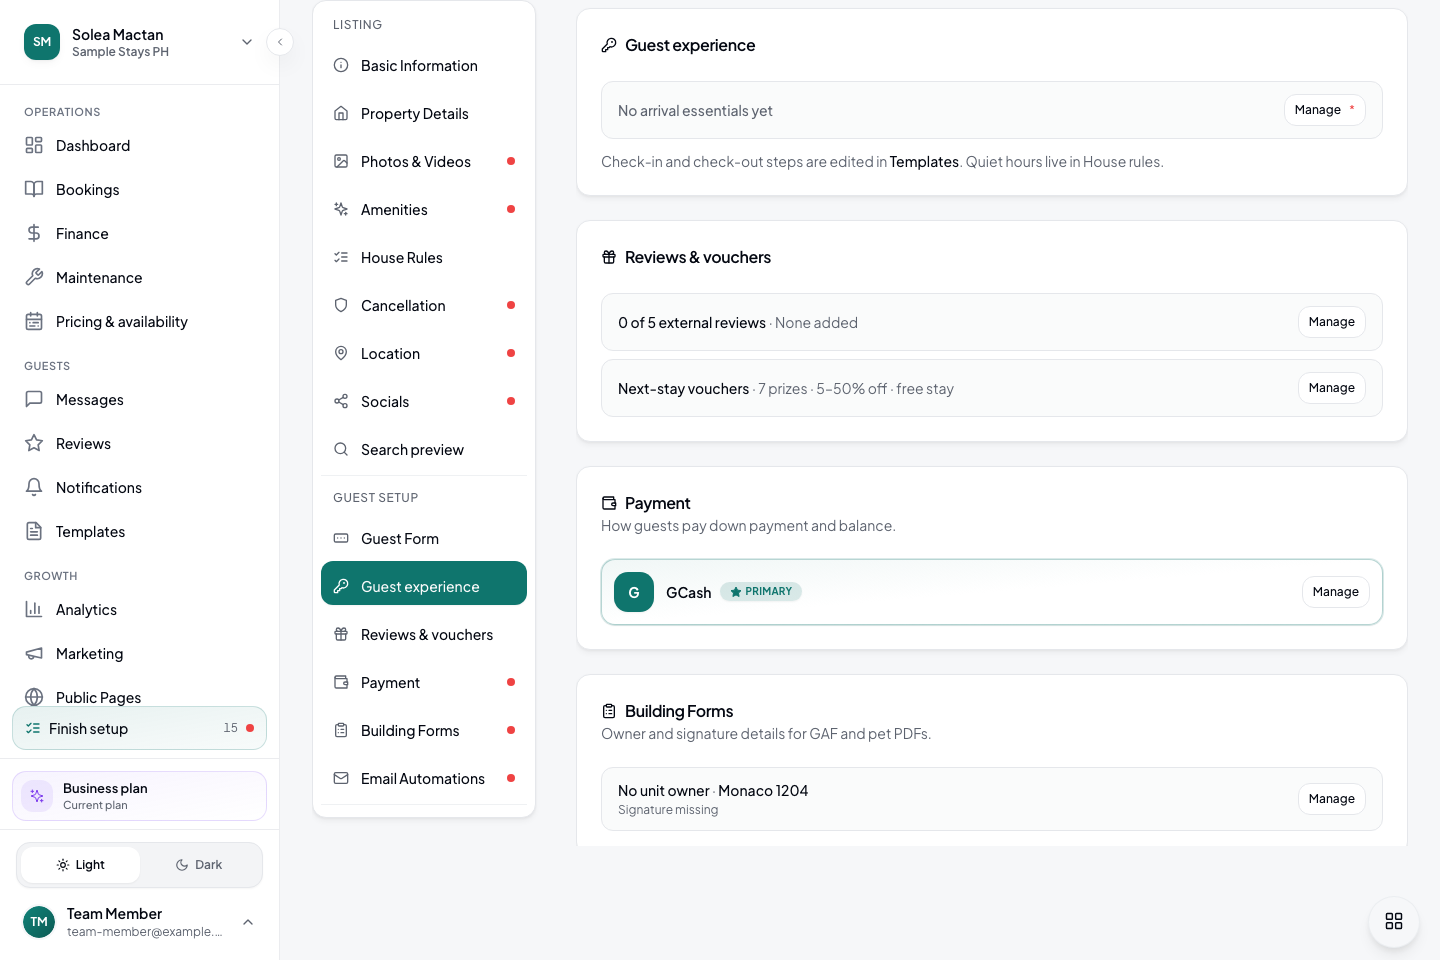 SM
Solea Mactan
Sample Stays PH
OPERATIONS
Dashboard
Bookings
Finance
Maintenance
Pricing & availability
GUESTS
Messages
Reviews
Notifications
Templates
GROWTH
Analytics
Marketing
Public Pages
Finish setup 15
Business plan
Current plan
Light Dark
TM
Team Member
team-member@example....
LISTING
Basic Information
Property Details
Photos & Videos
Amenities
House Rules
Cancellation
Location
Socials
Search preview
GUEST SETUP
Guest Form
Guest experience
Reviews & vouchers
Payment
Building Forms
Email Automations
Guest experience
No arrival essentials yet Manage *
Check-in and check-out steps are edited in Templates. Quiet hours live in House rules.
Reviews & vouchers
0 of 5 external reviews · None added Manage
Next-stay vouchers · 7 prizes · 5–50% off · free stay Manage
Payment
How guests pay down payment and balance.
G GCash PRIMARY Manage
Building Forms
Owner and signature details for GAF and pet PDFs.
No unit owner · Monaco 1204 Manage
Signature missing